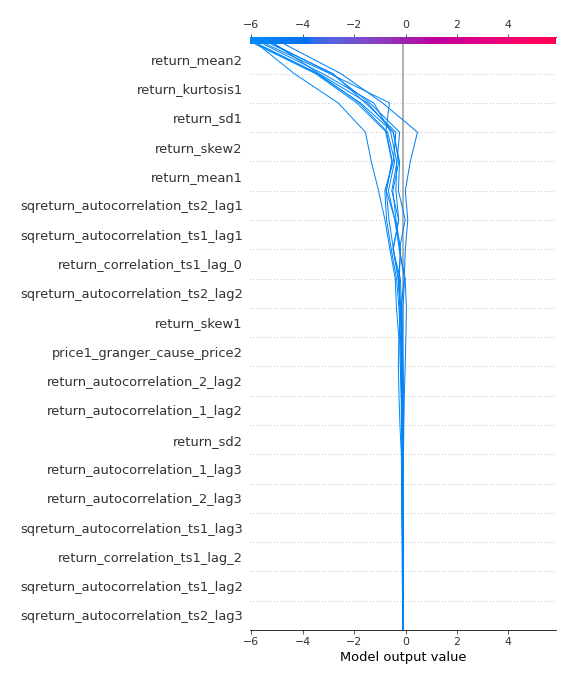 −6 −4 −2 0 2 4
return_mean2
return_kurtosis1
return_sd1
return_skew2
return_mean1
sqreturn_autocorrelation_ts2_lag1
sqreturn_autocorrelation_ts1_lag1
return_correlation_ts1_lag_0
sqreturn_autocorrelation_ts2_lag2
return_skew1
price1_granger_cause_price2
return_autocorrelation_2_lag2
return_autocorrelation_1_lag2
return_sd2
return_autocorrelation_1_lag3
return_autocorrelation_2_lag3
sqreturn_autocorrelation_ts1_lag3
return_correlation_ts1_lag_2
sqreturn_autocorrelation_ts1_lag2
sqreturn_autocorrelation_ts2_lag3
−6 −4 −2 0 2 4
Model output value